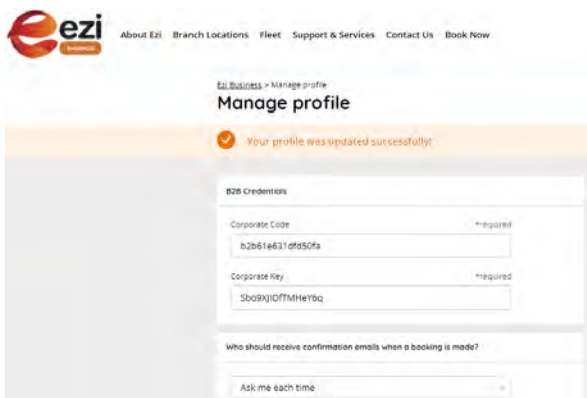 ezi
BUSINESS
About Ezi Branch Locations Fleet Support & Services Contact Us Book Now
Ezi Business > Manage profile
Manage profile
Your profile was updated successfully!
B2B Credentials
Corporate Code *required
b2b61e631dfd50fa
Corporate Key *required
Who should receive confirmation emails when a booking is made?
Ask me each time